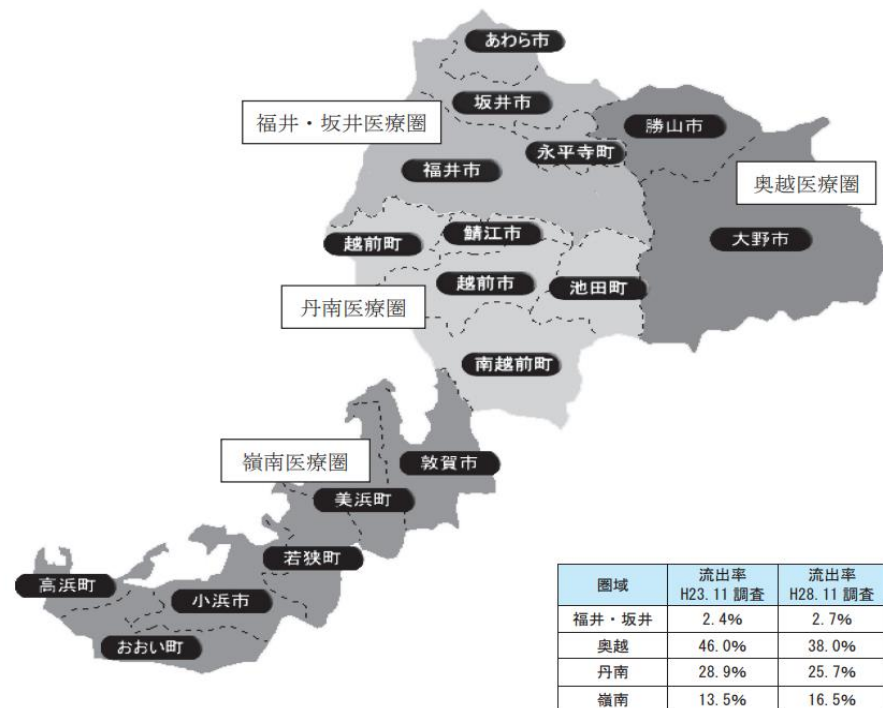 あわら市
坂井市
福井・坂井医療圏
勝山市
永平寺町
福井市
奥越医療圏
越前町
鯖江市
大野市
越前市
池田町
丹南医療圏
南越前町
嶺南医療圏
敦賀市
美浜町
若狭町
高浜町
小浜市
おおい町
圏域 流出率 H23.11 調査 流出率 H28.11 調査
福井・坂井 2.4% 2.7%
奥越 46.0% 38.0%
丹南 28.9% 25.7%
嶺南 13.5% 16.5%